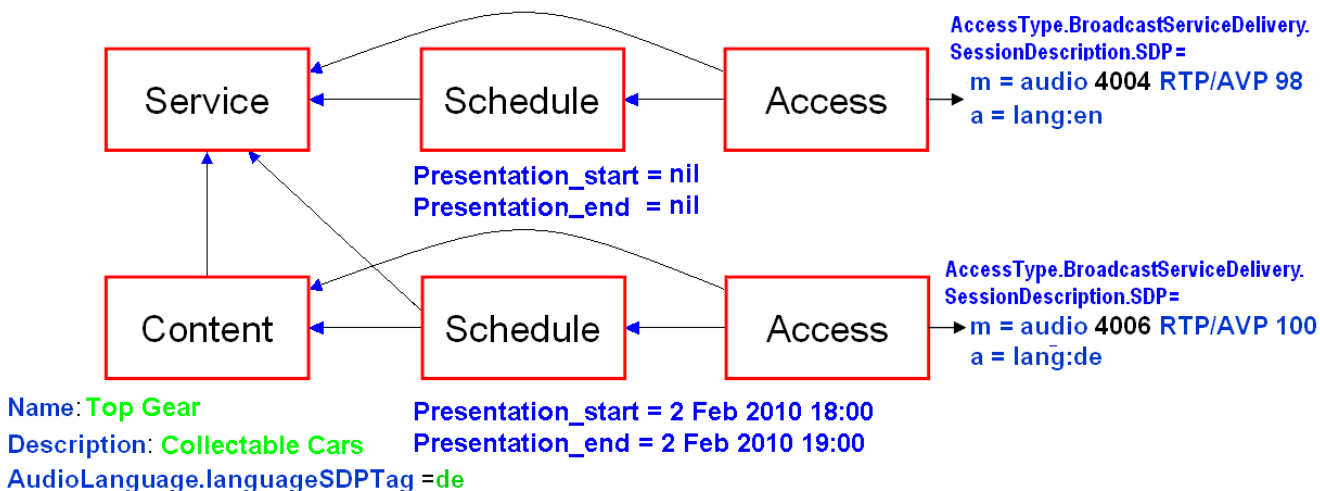 AccessType.BroadcastServiceDelivery.
SessionDescription.SDP=
m = audio 4004 RTP/AVP 98
a = lang:en
Service
Schedule
Access
Presentation_start = nil
Presentation_end = nil
AccessType.BroadcastServiceDelivery.
SessionDescription.SDP=
m = audio 4006 RTP/AVP 100
a = lang:de
Content
Schedule
Access
Name: Top Gear
Description: Collectable Cars
AudioLanguage.languageSDPTag =de
Presentation_start = 2 Feb 2010 18:00
Presentation_end = 2 Feb 2010 19:00